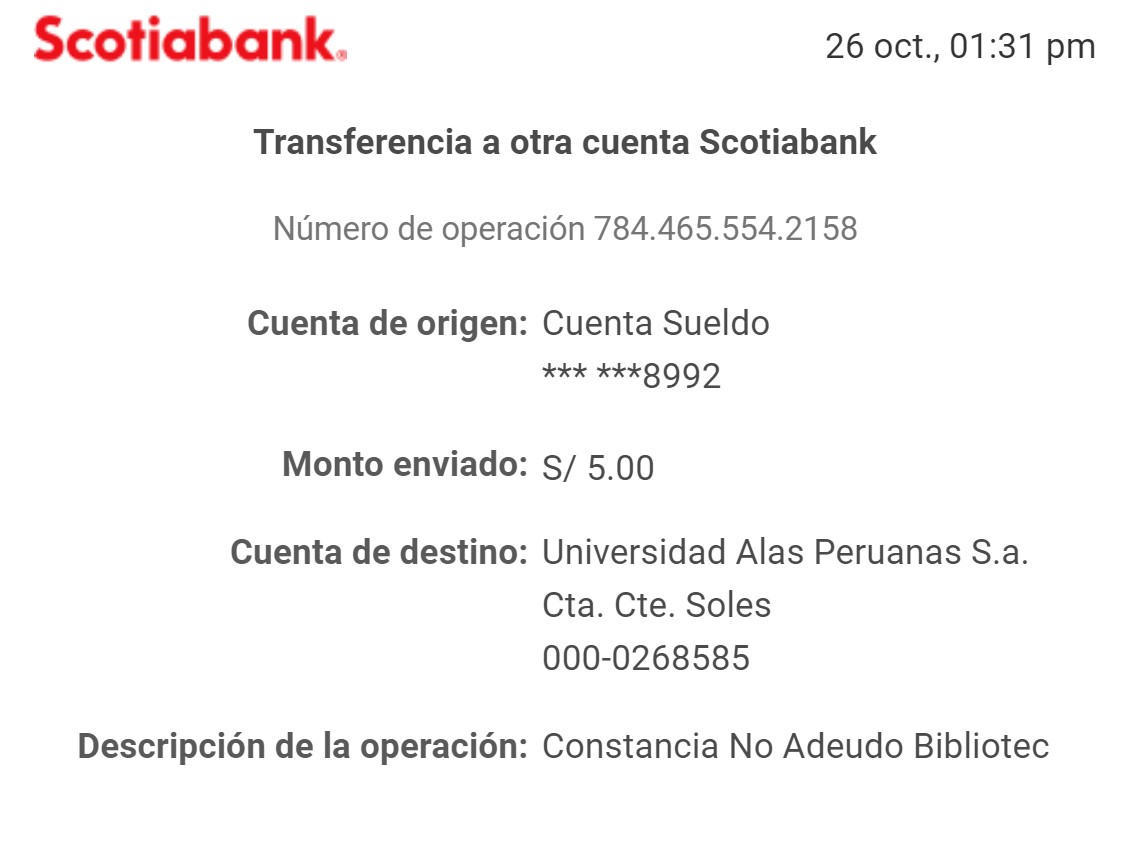 Scotiabank®
26 oct., 01:31 pm
Transferencia a otra cuenta Scotiabank
Número de operación 784.465.554.2158
Cuenta de origen: Cuenta Sueldo
*** ***8992
Monto enviado: S/ 5.00
Cuenta de destino: Universidad Alas Peruanas S.a.
Cta. Cte. Soles
000-0268585
Descripción de la operación: Constancia No Adeudo Bibliotec